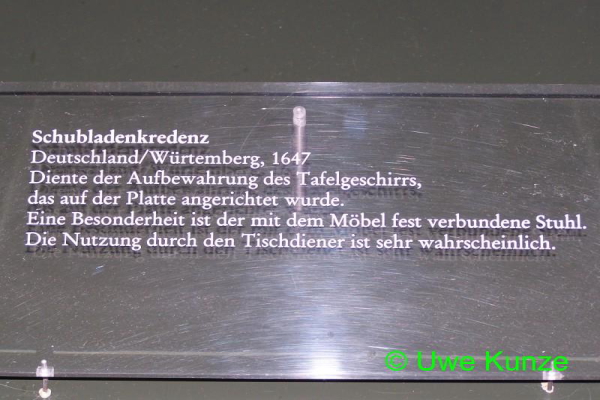 Schubladenkredenz
Deutschland/Würtemberg, 1647
Diente der Aufbewahrung des Tafelgeschirrs,
das auf der Platte angerichtet wurde.
Eine Besonderheit ist der mit dem Möbel fest verbundene Stuhl.
Die Nutzung durch den Tischdiener ist sehr wahrscheinlich.
© Uwe Kunze